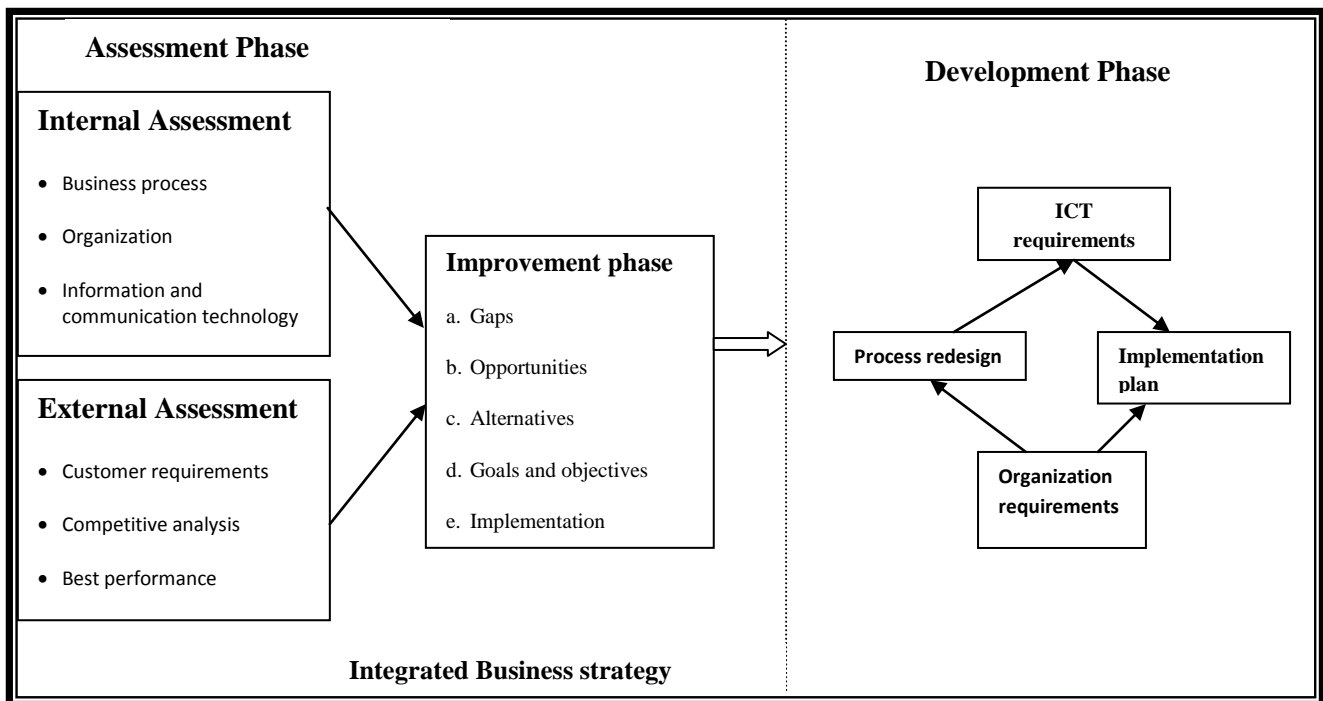 Assessment Phase
Internal Assessment
• Business process
• Organization
• Information and
communication technology
External Assessment
• Customer requirements
• Competitive analysis
• Best performance
Improvement phase
a. Gaps
b. Opportunities
c. Alternatives
d. Goals and objectives
e. Implementation
Integrated Business strategy
Development Phase
ICT
requirements
Process redesign
Implementation
plan
Organization
requirements